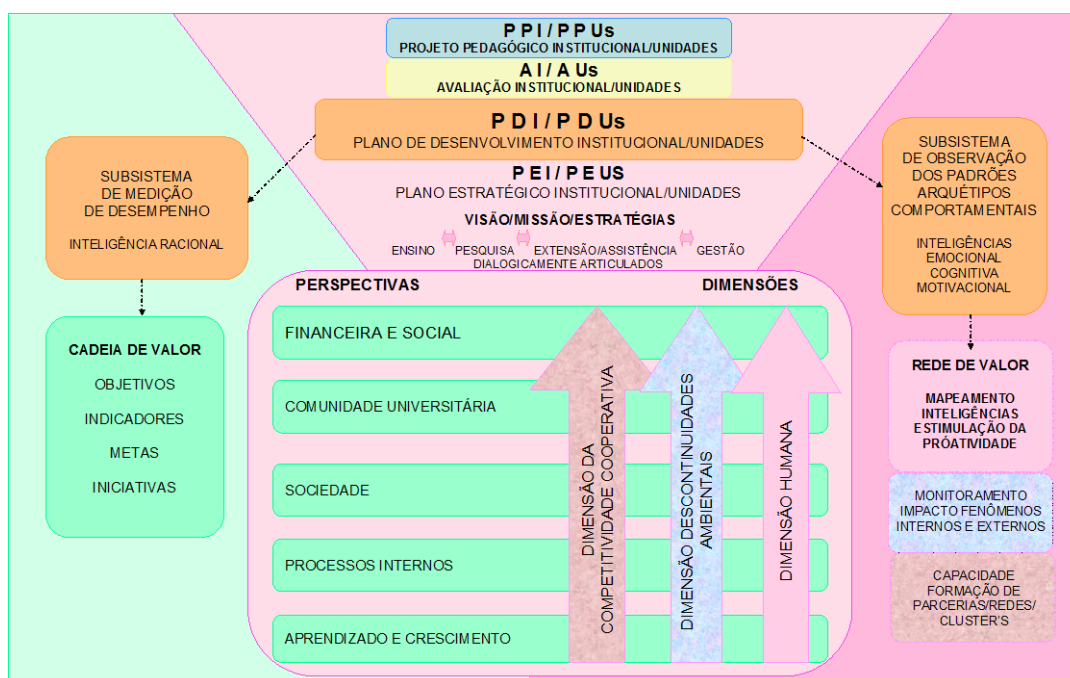 P P I / P P Us
PROJETO PEDAGÓGICO INSTITUCIONAL/UNIDADES
A I / A Us
AVALIAÇÃO INSTITUCIONAL/UNIDADES
P D I / P D Us
PLANO DE DESENVOLVIMENTO INSTITUCIONAL/UNIDADES
P E I / P E US
PLANO ESTRATÉGICO INSTITUCIONAL/UNIDADES
VISÃO/MISSÃO/ESTRATÉGIAS
ENSINO PESQUISA EXTENSÃO/ASSISTÊNCIA GESTÃO
DIALOGICAMENTE ARTICULADOS
SUBSISTEMA
DE MEDIÇÃO
DE DESEMPENHO
INTELIGÊNCIA RACIONAL
CADEIA DE VALOR
OBJETIVOS
INDICADORES
METAS
INICIATIVAS
PERSPECTIVAS DIMENSÕES
FINANCEIRA E SOCIAL
COMUNIDADE UNIVERSITÁRIA
SOCIEDADE
PROCESSOS INTERNOS
APRENDIZADO E CRESCIMENTO
DIMENSÃO DA
COMPETITIVIDADE COOPERATIVA
DIMENSÃO DESCONTINUIDADES
AMBIENTAIS
DIMENSÃO HUMANA
SUBSISTEMA
DE OBSERVAÇÃO
DOS PADRÕES
ARQUÉTIPOS
COMPORTAMENTAIS
INTELIGÊNCIAS
EMOCIONAL
COGNITIVA
MOTIVACIONAL
REDE DE VALOR
MAPEAMENTO
INTELIGÊNCIAS
ESTIMULAÇÃO DA
PRÓATIVIDADE
MONITORAMENTO
IMPACTO FENÔMENOS
INTERNOS E EXTERNOS
CAPACIDADE
FORMAÇÃO DE
PARCERIAS/REDES/
CLUSTER'S